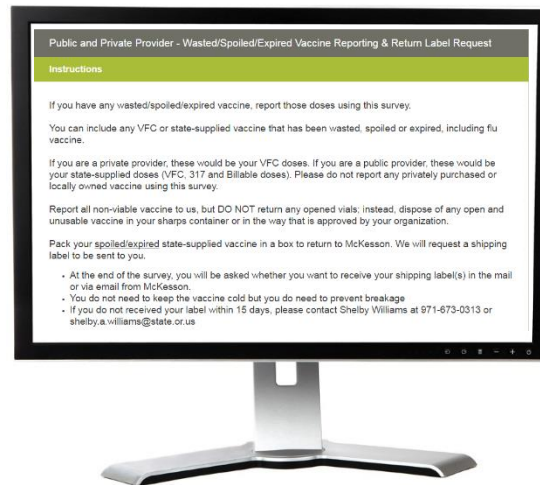 Public and Private Provider - Wasted/Spoiled/Expired Vaccine Reporting & Return Label Request
Instructions
If you have any wasted/spoiled/expired vaccine, report those doses using this survey.
You can include any VFC or state-supplied vaccine that has been wasted, spoiled or expired, including flu
vaccine.
If you are a private provider, these would be your VFC doses. If you are a public provider, these would be
your state-supplied doses (VFC, 317 and Billable doses). Please do not report any privately purchased or
locally owned vaccine using this survey.
Report all non-viable vaccine to us, but DO NOT return any opened vials; instead, dispose of any open and
unusable vaccine in your sharps container or in the way that is approved by your organization.
Pack your spoiled/expired state-supplied vaccine in a box to return to McKesson. We will request a shipping
label to be sent to you.
• At the end of the survey, you will be asked whether you want to receive your shipping label(s) in the mail
or via email from McKesson.
• You do not need to keep the vaccine cold but you do need to prevent breakage
• If you do not received your label within 15 days, please contact Shelby Williams at 971-673-0313 or
shelby.a.williams@state.or.us